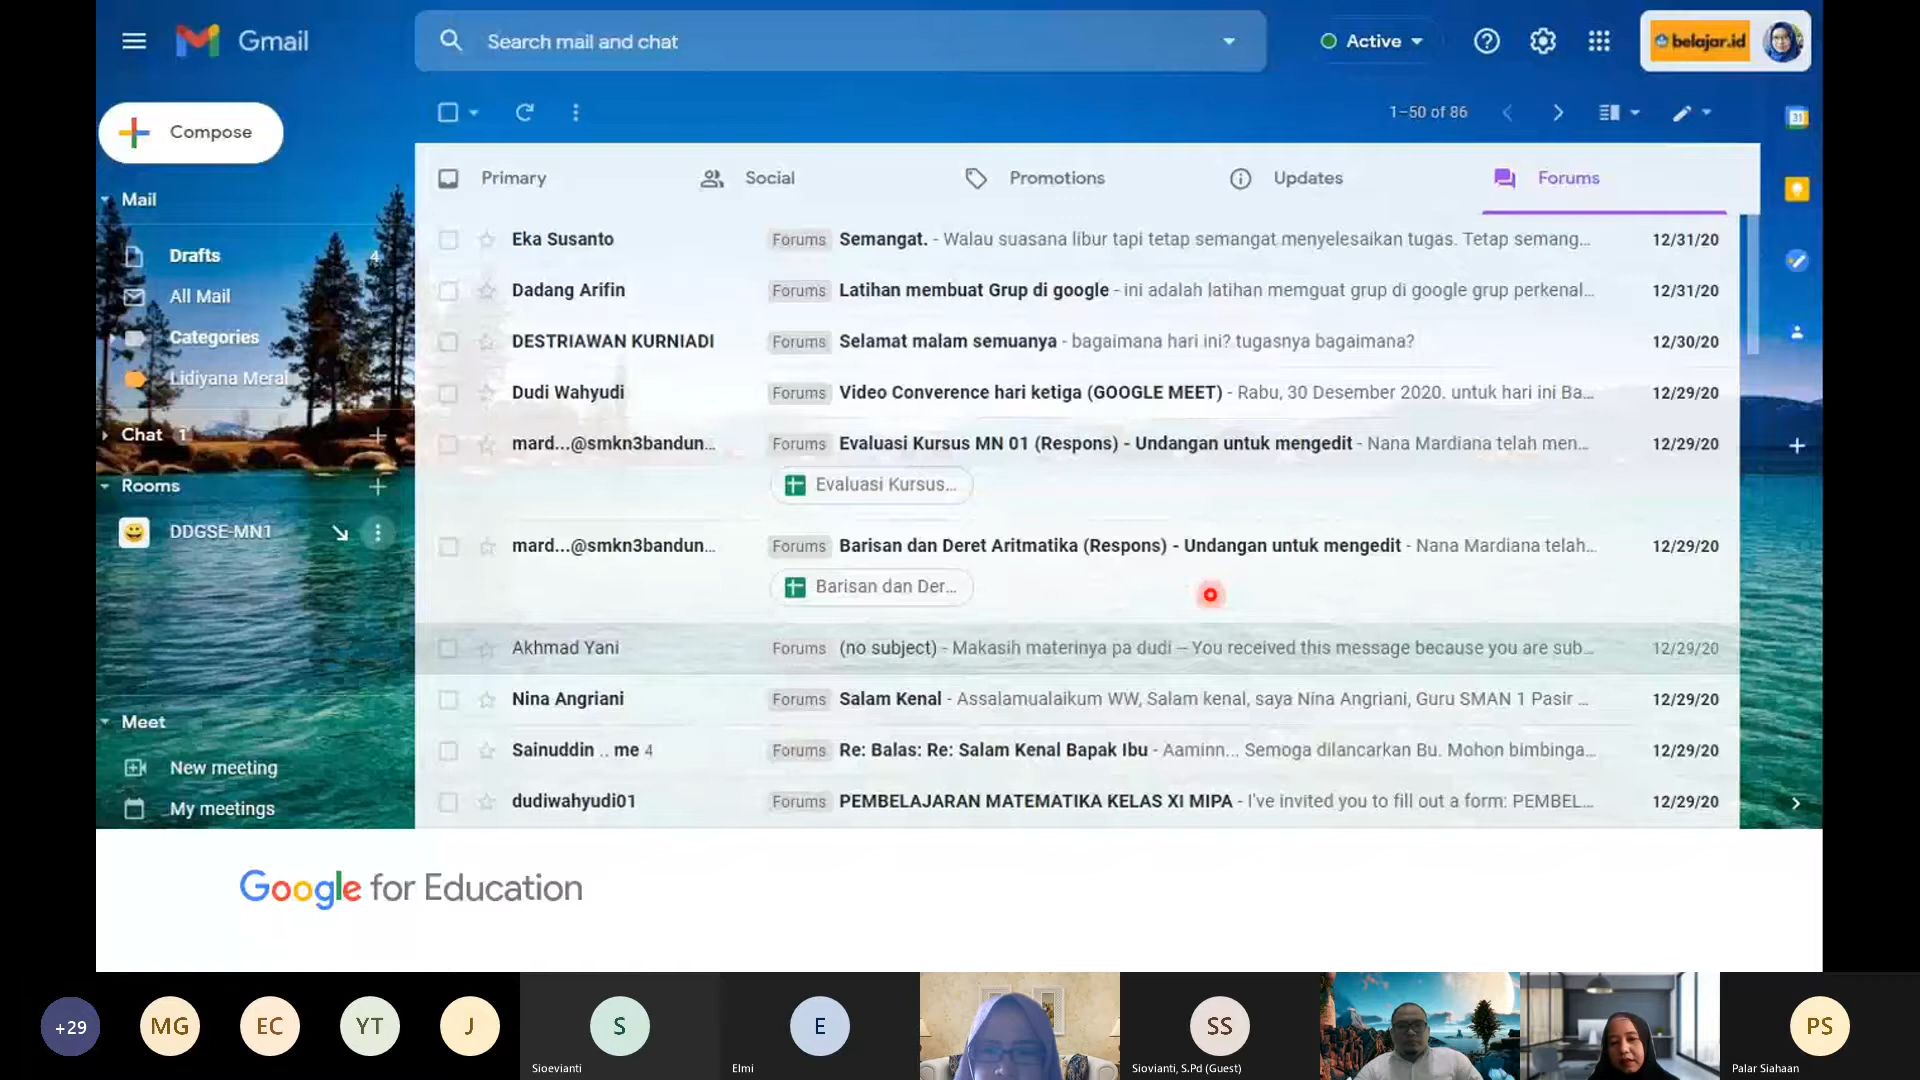 Gmail
Search mail and chat
Active
belajar.id
Compose
1–50 of 86
31
Mail
Drafts 4
All Mail
Categories
Lidiyana Meral
Chat 1
Rooms
DDGSE-MN1
Meet
New meeting
My meetings
Primary Social Promotions Updates Forums
Eka Susanto Forums Semangat. - Walau suasana libur tapi tetap semangat menyelesaikan tugas. Tetap semang... 12/31/20
Dadang Arifin Forums Latihan membuat Grup di google - ini adalah latihan memguat grup di google grup perkenal... 12/31/20
DESTRIAWAN KURNIADI Forums Selamat malam semuanya - bagaimana hari ini? tugasnya bagaimana? 12/30/20
Dudi Wahyudi Forums Video Converence hari ketiga (GOOGLE MEET) - Rabu, 30 Desember 2020. untuk hari ini Ba... 12/29/20
mard...@smkn3bandun... Forums Evaluasi Kursus MN 01 (Respons) - Undangan untuk mengedit - Nana Mardiana telah men... 12/29/20
Evaluasi Kursus...
mard...@smkn3bandun... Forums Barisan dan Deret Aritmatika (Respons) - Undangan untuk mengedit - Nana Mardiana telah... 12/29/20
Barisan dan Der...
Akhmad Yani Forums (no subject) - Makasih materinya pa dudi -- You received this message because you are sub... 12/29/20
Nina Angriani Forums Salam Kenal - Assalamualaikum WW, Salam kenal, saya Nina Angriani, Guru SMAN 1 Pasir ... 12/29/20
Sainuddin .. me 4 Forums Re: Balas: Re: Salam Kenal Bapak Ibu - Aaminn... Semoga dilancarkan Bu. Mohon bimbinga... 12/29/20
dudiwahyudi01 Forums PEMBELAJARAN MATEMATIKA KELAS XI MIPA - I've invited you to fill out a form: PEMBEL... 12/29/20
Google for Education
+29 MG EC YT J S E SS PS
Sioevianti Elmi Siovianti, S.Pd (Guest) Palar Siahaan